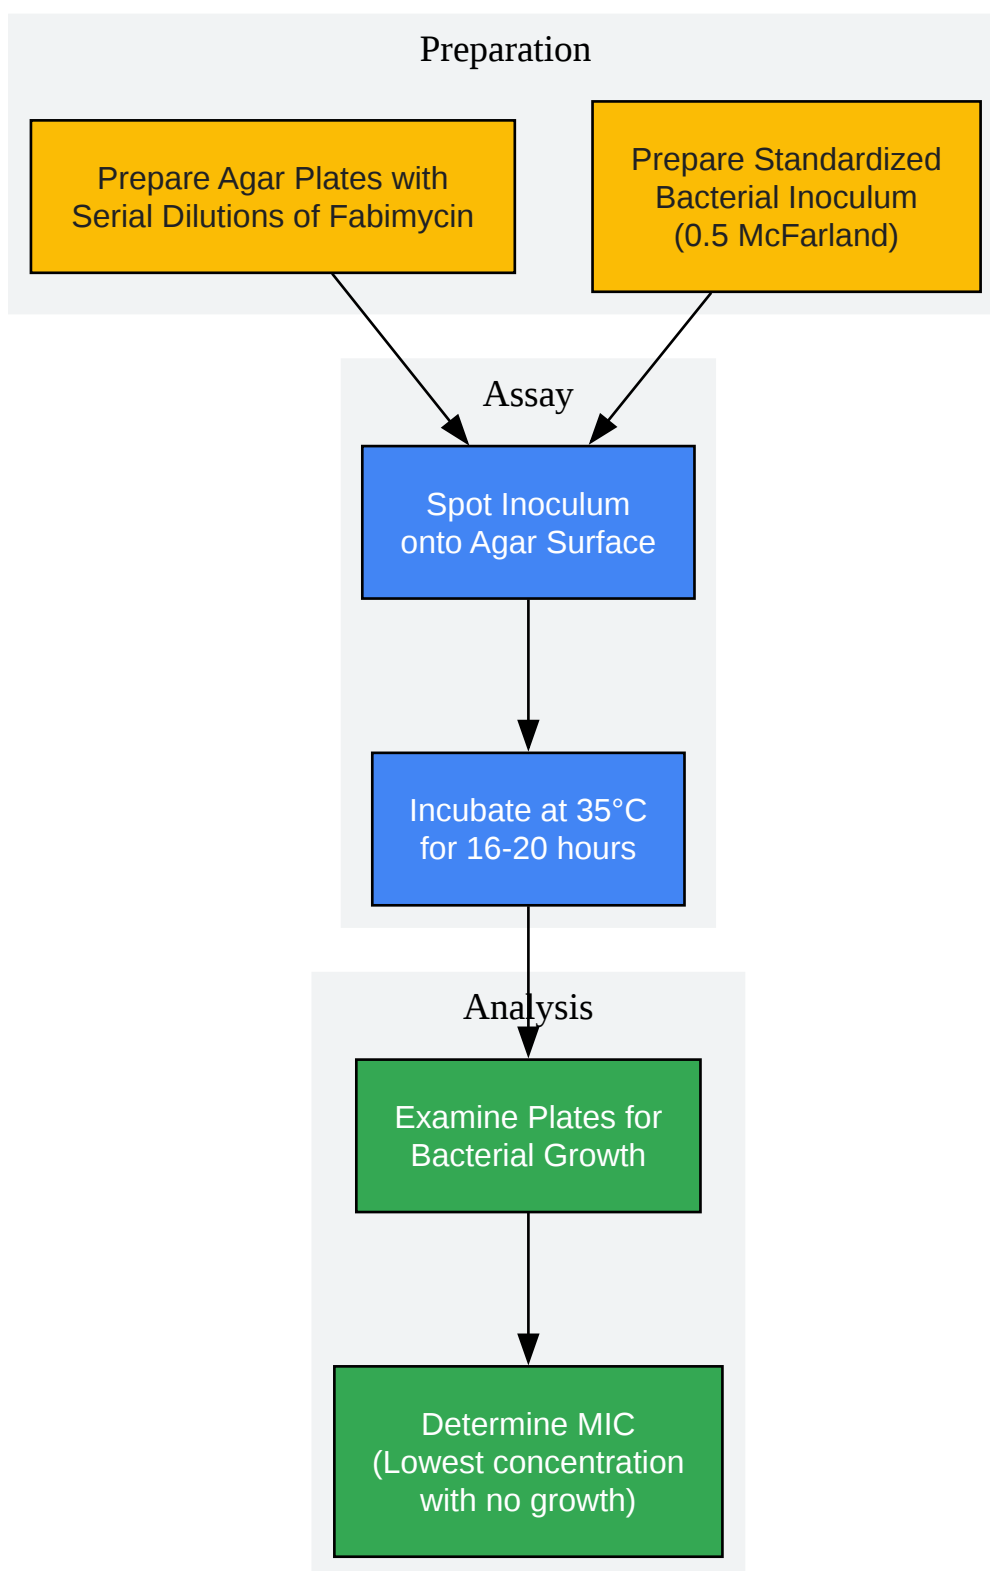 Preparation
Prepare Agar Plates with
Serial Dilutions of Fabimycin
Prepare Standardized
Bacterial Inoculum
(0.5 McFarland)
Assay
Spot Inoculum
onto Agar Surface
Incubate at 35°C
for 16-20 hours
Analysis
Examine Plates for
Bacterial Growth
Determine MIC
(Lowest concentration
with no growth)